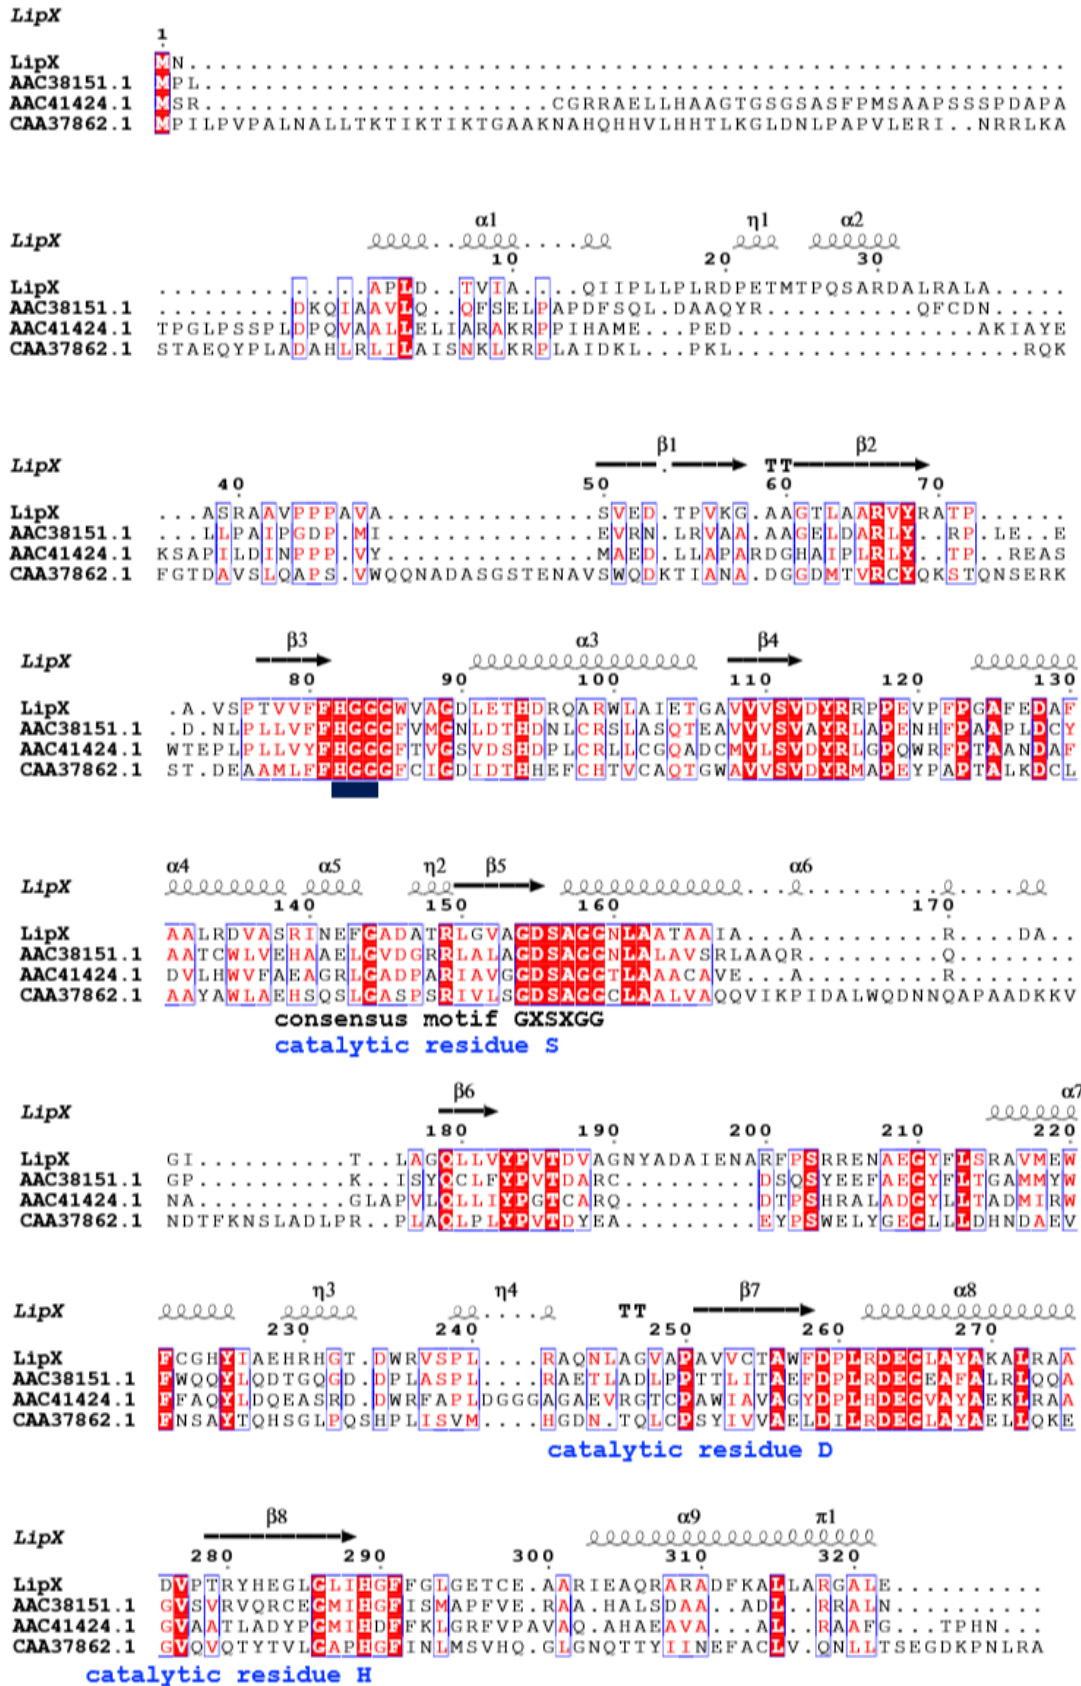 LipX
1
LipX MN............................................................
AAC38151.1 MPL...........................................................
AAC41424.1 MSR.......................CGRRAELLHAAGTGSGSASFPMSAAPSSSPDAPA
CAA37862.1 MPILPVPALNALLTKTIKTIKTGAAKNAHQHHVLHHTLKGLDNLPAPVLERI..NRRLKA
α1 η1 α2
LipX
10 20 30
LipX ..............APLD..TVIA....QIIPLLPLRDPETMTPQSARDALRALA.....
AAC38151.1 .........DKQIAAVLQ..QFSELPAPDFSQL.DAAQYR..........QFCDN.....
AAC41424.1 TPGLPSSPLDPQVAALLELIARAKRPPIHAME...PED................AKIAYE
CAA37862.1 STAEQYPLADAHLRLILAISNKLKRPLAIDKL...PKL...................RQK
β1 β2
LipX TT
40 50 60 70
LipX ...ASRAAVPPPAVA..............SVED.TPVKG.AAGTLAARVYRATP......
AAC38151.1 ...LLPAIPGDP.MI..............EVRN.LRVAA.AAGELDARLY..RP.LE..E
AAC41424.1 KSAPILDINPPP.VY..............MAED.LLAPARDGHAIPLRLY..TP..REAS
CAA37862.1 FGTDAVSLQAPS.VWQQNADASGSTENAVSWQDKTIANA.DGGDMTVRCYQKSTQNSERK
β3 α3 β4
LipX
80 90 100 110 120 130
LipX .A.VSPTVVFFHGGGWVAGDLETHDRQARWLAIETGAVVVSVDYRRPPEVPFPGAFEDAF
AAC38151.1 .D.NLPLLVFFHGGGFVMGNLDTHDNLCRSLASQTEAVVVSVAYRLAPENHFPAAPLDCY
AAC41424.1 WTEPLPLLVYFHGGGFTVGSVDSHDPLCRLLCGQADCMVLSVDYRLGPQWRFPTAANDAF
CAA37862.1 ST.DEAAMLFFHGGGFCIGDIDTHHEFCHTVCAQTGWAVVSVDYRMAPEYPAPTALKDCL
α4 α5 η2 β5 α6
LipX
140 150 160 170
LipX AALRDVASRINEFGADATRLGVAGDSAGGNLAATAAIA...A.........R....DA..
AAC38151.1 AATCWLVEHAAELGVDGRRLALAGDSAGGNLALAVSRLAAQR.........Q........
AAC41424.1 DVLHWVFAEAGRLGADPARIAVGGDSAGGTLAAACAVE...A.........R........
CAA37862.1 AAYAWLAEHSQSLGASPSRIVLSGDSAGGCLAALVAQQVIKPIDALWQDNNQAPAADKKV
consensus motif GXSXGG
catalytic residue S
β6 α7
LipX
180 190 200 210 220
LipX GI..........T..LAGQLLVYPVTDVAGNYADAIENARFPSRRENAEGYFLSRAVMEW
AAC38151.1 GP..........K..ISYQCLFYPVTDARC.........DSQSYEEFAEGYFLTGAMMYW
AAC41424.1 NA..........GLAPVLQLLIYPGTCARQ.........DTPSHRALADGYLLTADMIRW
CAA37862.1 NDTFKNSLADLPR..PLAQLPLYPVTDYEA.........EYPSWELYGEGLLLLDHNDAEV
η3 η4 β7 α8
LipX TT
230 240 250 260 270
LipX FCGHYIAEHRHGT.DWRVSPL....RAQNLAGVAPAVVCTAWFDPLRDEGLAYAKALRAA
AAC38151.1 FWQQYLQDTGQGD.DPLASPL....RAETLADLPPTTLITAEFDPLRDEGEAFALRLQQA
AAC41424.1 FFAQYLDQEASRD.DWRFAPLDGGGAGAEVRGTCPAWIAVAGYDPLHDEGVAYAEKLRAA
CAA37862.1 FNSAYTQHSGLPQSHPLISVM....HGDN.TQLCPSYIVVAELDILRDEGLAYAELLQKE
catalytic residue D
β8 α9 π1
LipX
280 290 300 310 320
LipX DVPTRYHEGLGLIHGFFGLGETCE.AARIEAQRARADFKALLARGALE..........
AAC38151.1 GVSVRVQRCEGMIHGFISMAPFVE.RAA.HALSDAA..ADL..RRALN..........
AAC41424.1 GVAATLADYPGMIHDFFKLGRFVPVAVAQ.AHAEAVA...AL..RAAFG....TPHN..
CAA37862.1 GVQVQTYTVLGAPHGFINLMSVHQ.GLGNQTTYIINEFACLV.QNLLTSEGDKPNLRA
catalytic residue H